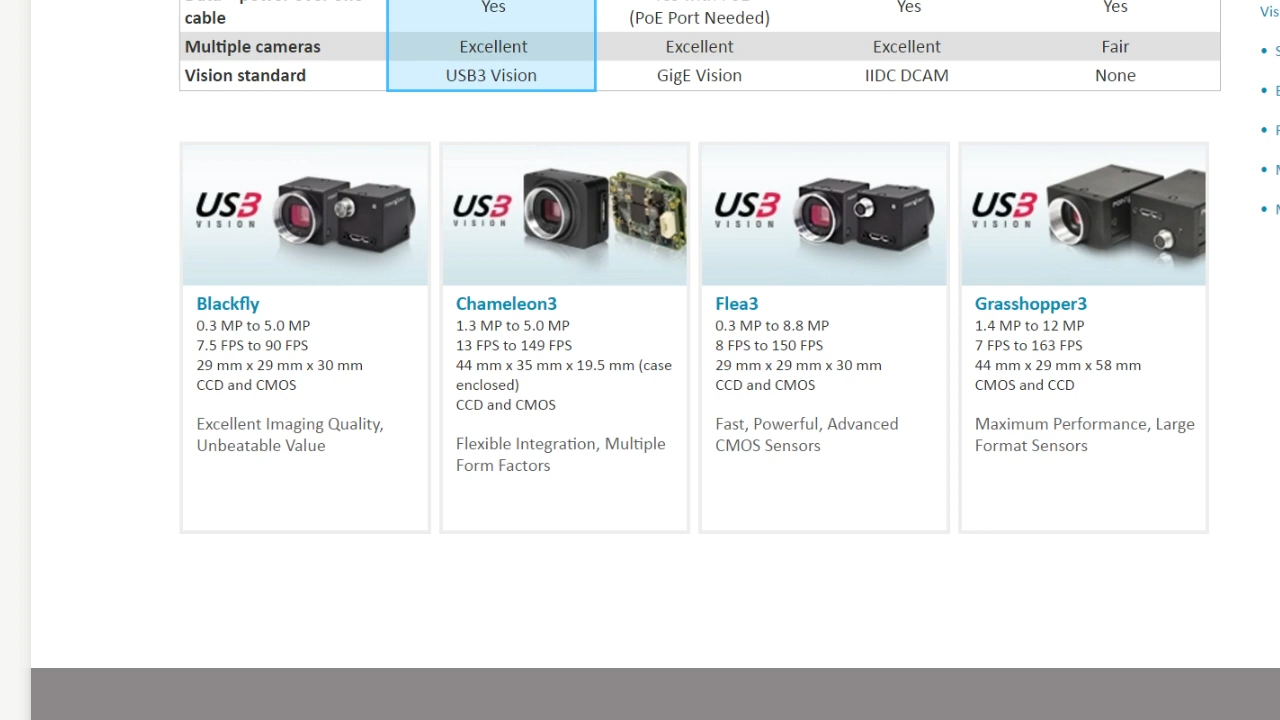 cable
Yes
(PoE Port Needed)
Yes
Yes
Multiple cameras
Excellent
Excellent
Excellent
Fair
Vision standard
USB3 Vision
GigE Vision
IIDC DCAM
None
Vis
USB
VISION
USB
VISION
USB
VISION
USB
VISION
Blackfly
0.3 MP to 5.0 MP
7.5 FPS to 90 FPS
29 mm x 29 mm x 30 mm
CCD and CMOS
Excellent Imaging Quality,
Unbeatable Value
Chameleon3
1.3 MP to 5.0 MP
13 FPS to 149 FPS
44 mm x 35 mm x 19.5 mm (case
enclosed)
CCD and CMOS
Flexible Integration, Multiple
Form Factors
Flea3
0.3 MP to 8.8 MP
8 FPS to 150 FPS
29 mm x 29 mm x 30 mm
CCD and CMOS
Fast, Powerful, Advanced
CMOS Sensors
Grasshopper3
1.4 MP to 12 MP
7 FPS to 163 FPS
44 mm x 29 mm x 58 mm
CMOS and CCD
Maximum Performance, Large
Format Sensors